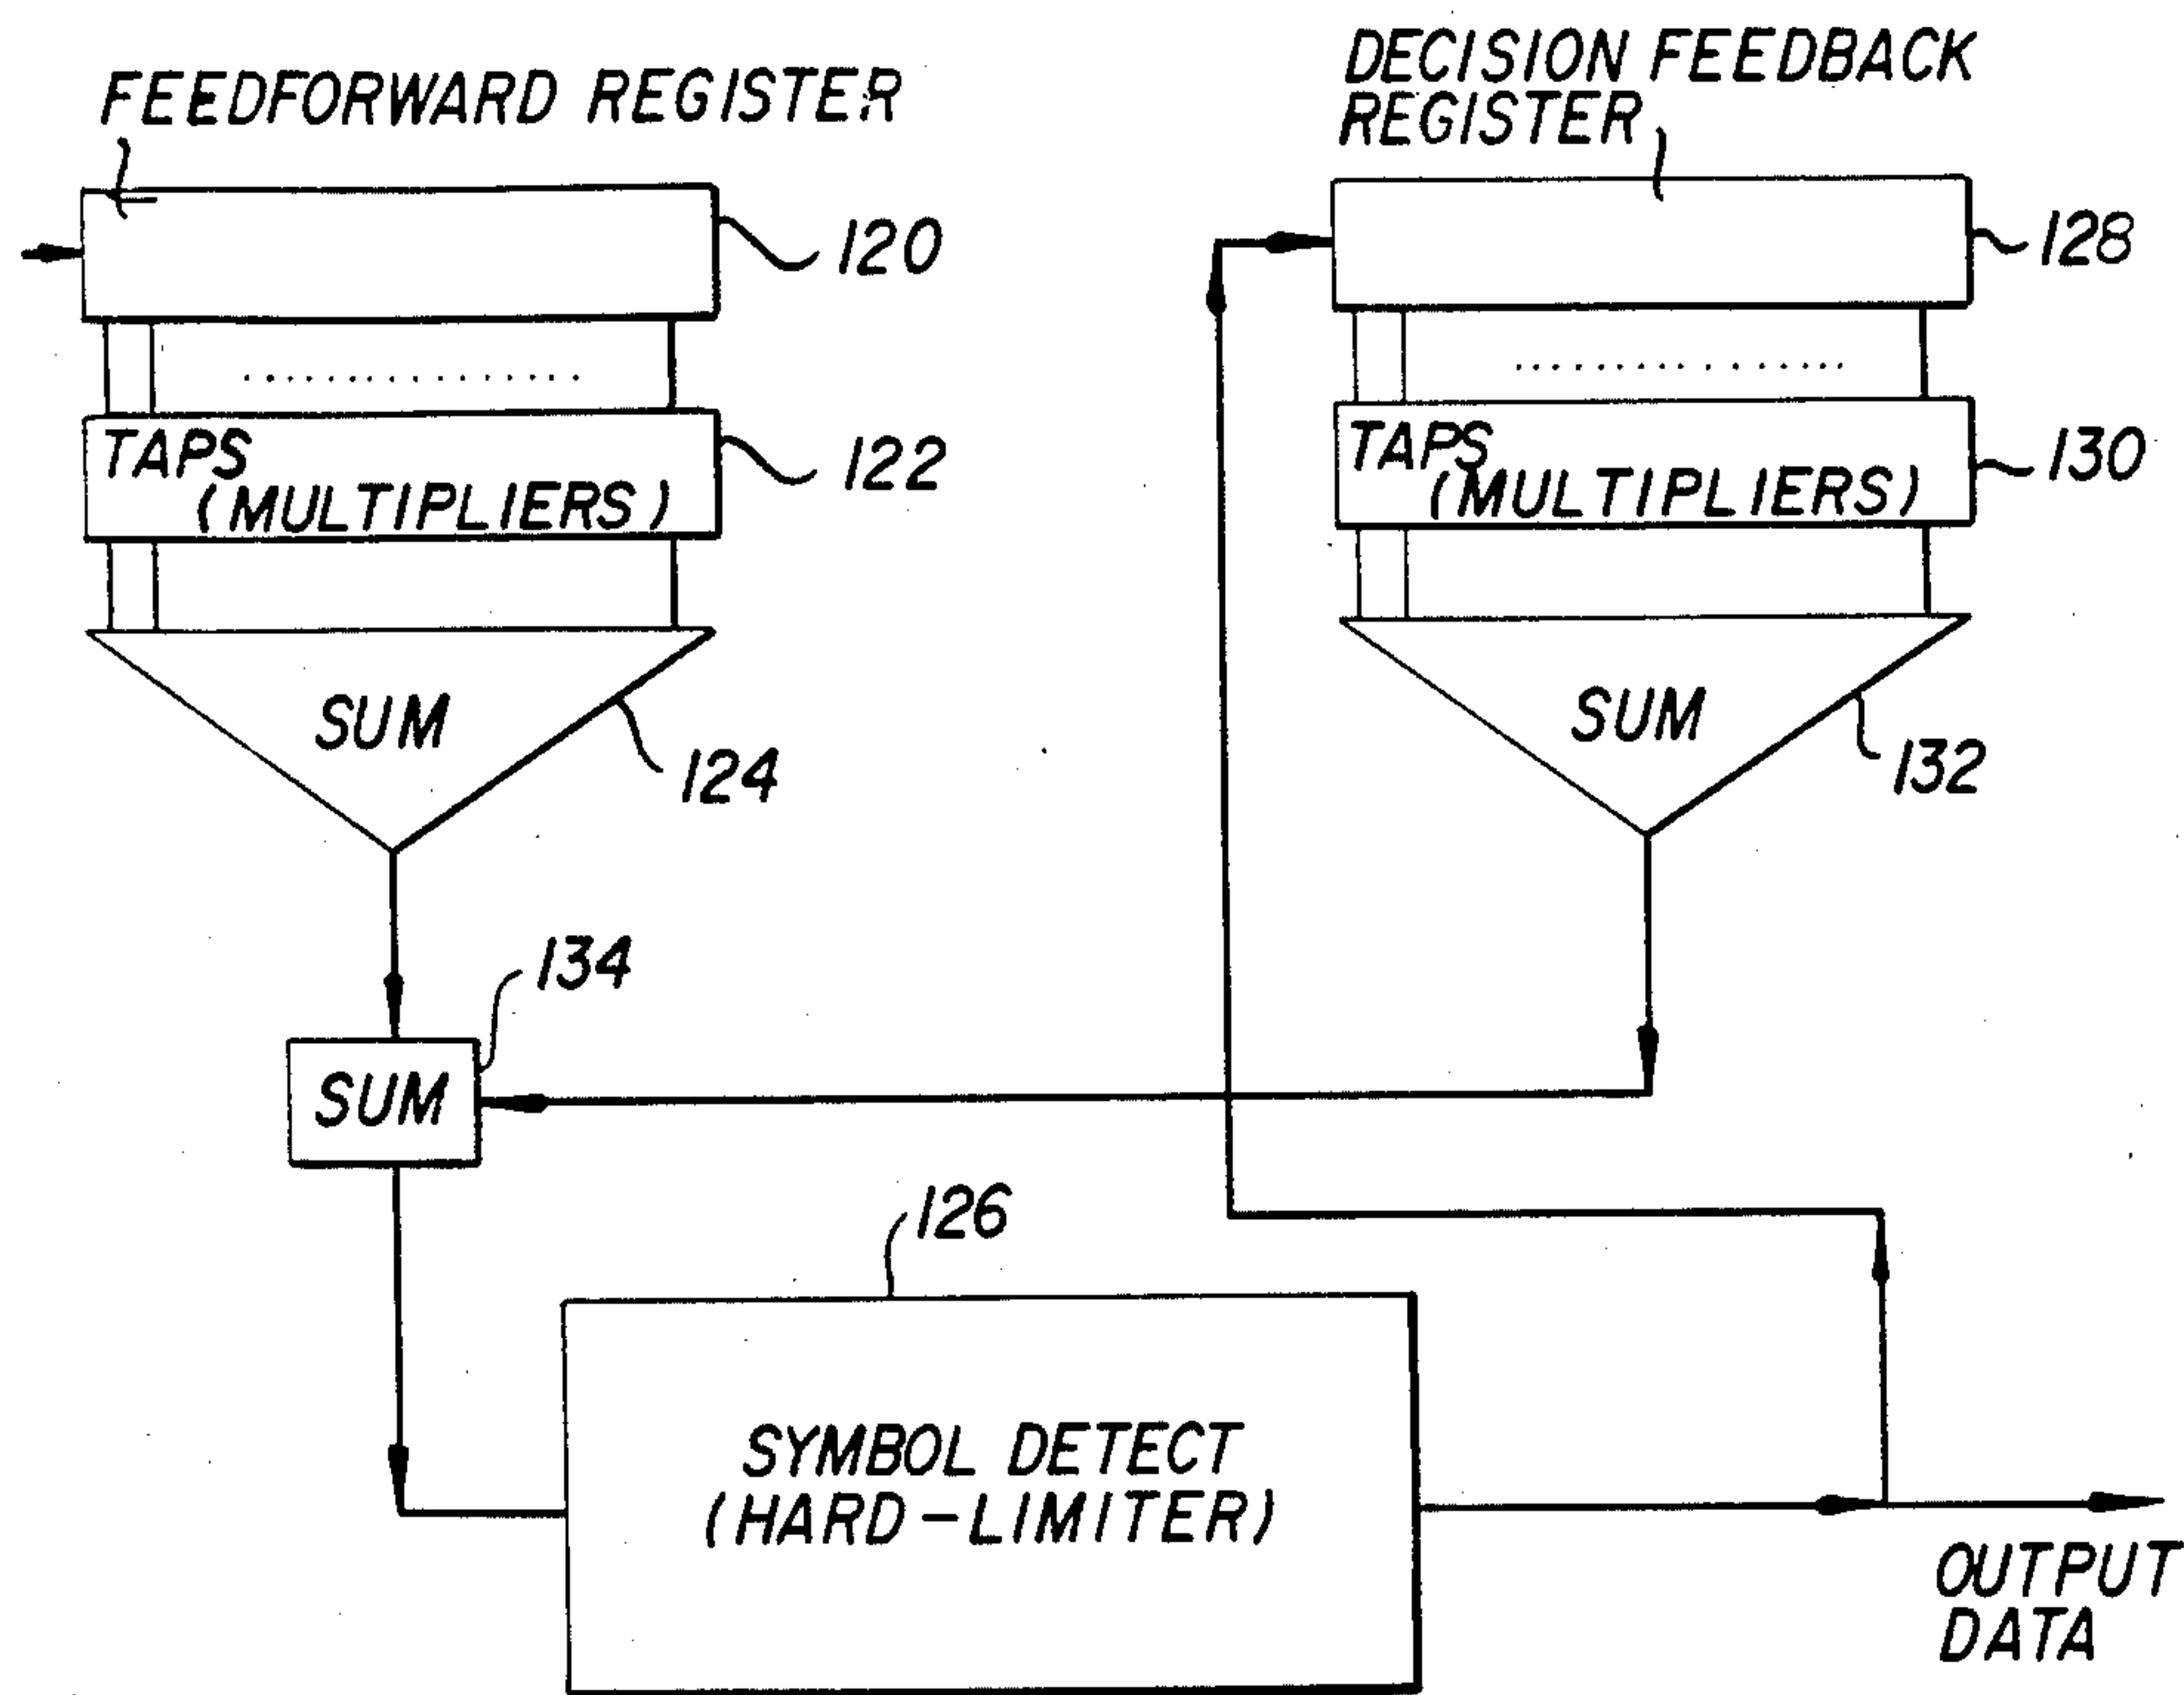 FEEDFORWARD REGISTER
DECISION FEEDBACK
REGISTER
120
128
TAPS
(MULTIPLIERS)
122
TAPS
(MULTIPLIERS)
130
SUM
124
SUM
132
134
SUM
126
SYMBOL DETECT
(HARD-LIMITER)
OUTPUT
DATA